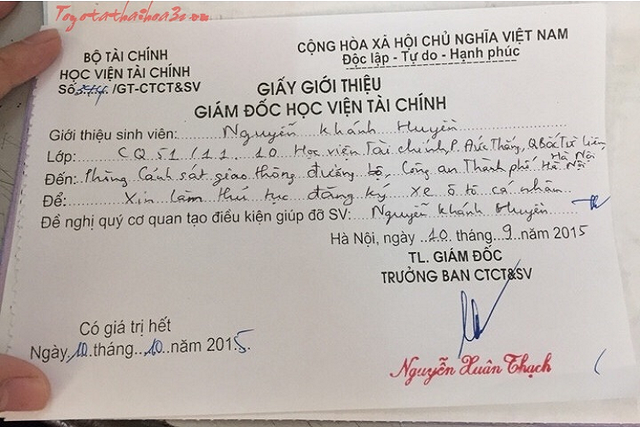 Toyotathaihoa3s.vn
BỘ TÀI CHÍNH
HỌC VIỆN TÀI CHÍNH
Số: 574./GT-CTCT&SV
CỘNG HÒA XÃ HỘI CHỦ NGHĨA VIỆT NAM
Độc lập - Tự do - Hạnh phúc
GIẤY GIỚI THIỆU
GIÁM ĐỐC HỌC VIỆN TÀI CHÍNH
Giới thiệu sinh viên: Nguyễn Khánh Huyền
Lớp: CQ 51/11.10 Học viện Tài chính, P. Đức Thắng, Q Bắc Từ Liêm, Hà Nội
Đến: Phòng Cảnh sát giao thông đường bộ, Công an Thành phố Hà Nội
Để: Xin làm thủ tục đăng ký xe ô tô cá nhân
Đề nghị quý cơ quan tạo điều kiện giúp đỡ SV: Nguyễn Khánh Huyền
Hà Nội, ngày 10 tháng 9 năm 2015
TL. GIÁM ĐỐC
TRƯỞNG BAN CTCT&SV
Có giá trị hết
Ngày 10 tháng 10 năm 2015
Nguyễn Xuân Thạch